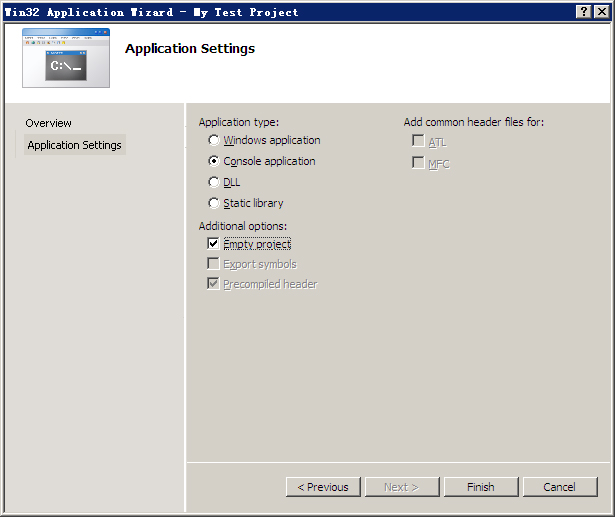 Win32 Application Wizard - My Test Project
C:\_
Application Settings
Overview
Application Settings
Application type:
Windows application
Console application
DLL
Static library
Additional options:
Empty project
Export symbols
Precompiled header
Add common header files for:
ATL
MFC
< Previous
Next >
Finish
Cancel